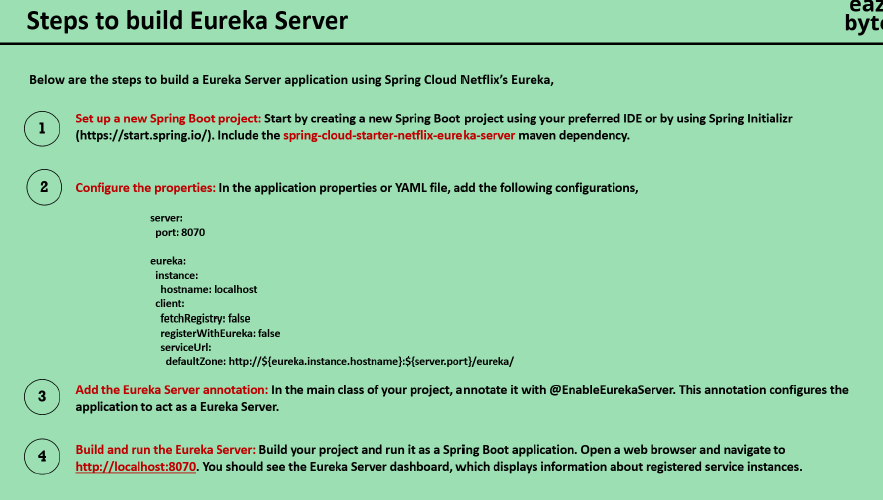 Steps to build Eureka Server
Below are the steps to build a Eureka Server application using Spring Cloud Netflix's Eureka,
1
Set up a new Spring Boot project: Start by creating a new Spring Boot project using your preferred IDE or by using Spring Initializr
(https://start.spring.io/). Include the spring-cloud-starter-netflix-eureka-server maven dependency.
2
Configure the properties: In the application properties or YAML file, add the following configurations,
server:
port: 8070
eureka:
instance:
hostname: localhost
client:
fetchRegistry: false
registerWithEureka: false
serviceUrl:
defaultZone: http://${eureka.instance.hostname}:${server.port}/eureka/
3
Add the Eureka Server annotation: In the main class of your project, annotate it with @EnableEurekaServer. This annotation configures the
application to act as a Eureka Server.
4
Build and run the Eureka Server: Build your project and run it as a Spring Boot application. Open a web browser and navigate to
http://localhost:8070. You should see the Eureka Server dashboard, which displays information about registered service instances.